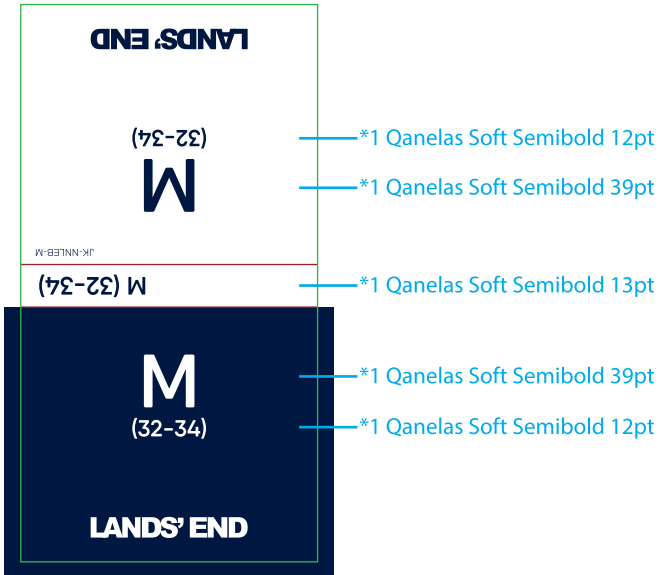 LANDS' END
(32-34)
*1 Qanelas Soft Semibold 12pt
M
*1 Qanelas Soft Semibold 39pt
JK-NNLEB-M
M (32-34)
*1 Qanelas Soft Semibold 13pt
M
*1 Qanelas Soft Semibold 39pt
(32-34)
*1 Qanelas Soft Semibold 12pt
LANDS' END